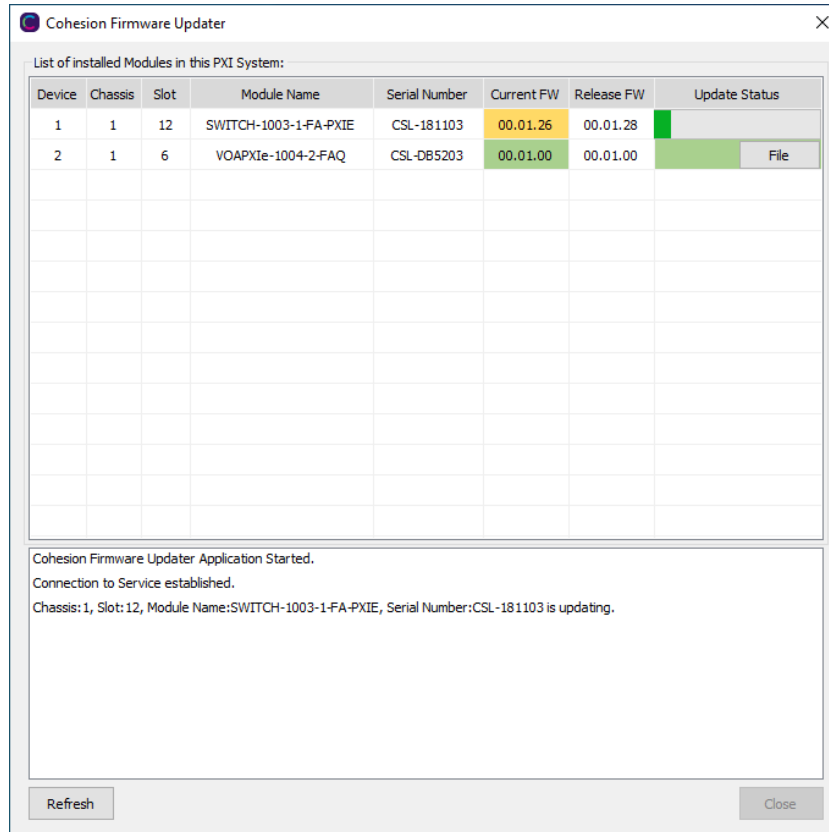 Cohesion Firmware Updater
List of installed Modules in this PXI System:
Device Chassis Slot Module Name Serial Number Current FW Release FW Update Status
1 1 12 SWITCH-1003-1-FA-PXIE CSL-181103 00.01.26 00.01.28
2 1 6 VOAPXIe-1004-2-FAQ CSL-DB5203 00.01.00 00.01.00 File
Cohesion Firmware Updater Application Started.
Connection to Service established.
Chassis:1, Slot:12, Module Name:SWITCH-1003-1-FA-PXIE, Serial Number:CSL-181103 is updating.
Refresh Close